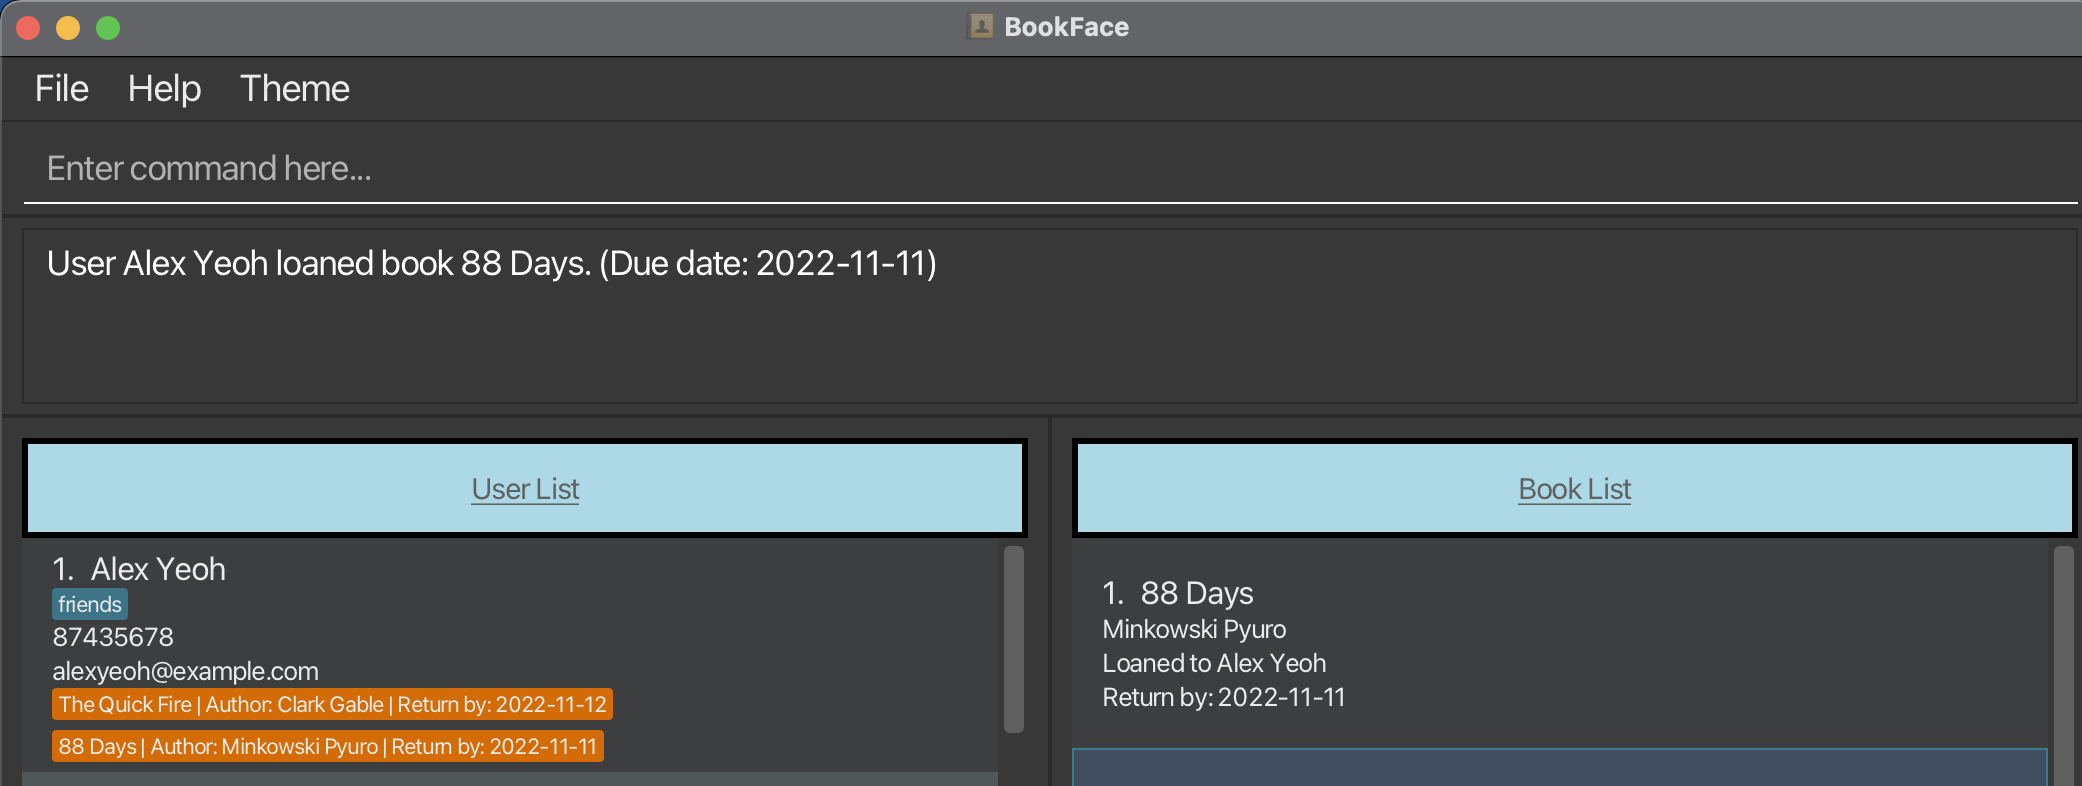 BookFace
File Help Theme
Enter command here...
User Alex Yeoh loaned book 88 Days. (Due date: 2022-11-11)
User List
1. Alex Yeoh
friends
87435678
alexyeoh@example.com
The Quick Fire | Author: Clark Gable | Return by: 2022-11-12
88 Days | Author: Minkowski Pyuro | Return by: 2022-11-11
Book List
1. 88 Days
Minkowski Pyuro
Loaned to Alex Yeoh
Return by: 2022-11-11